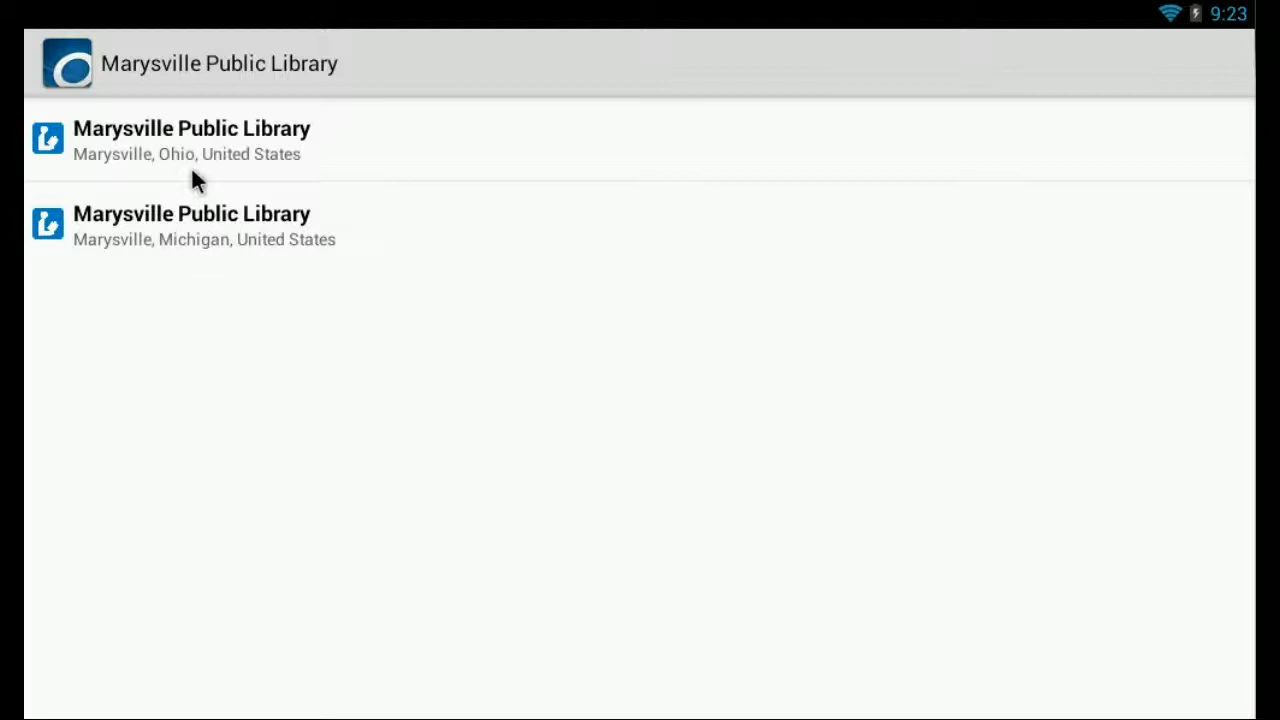 9:23
Marysville Public Library
Marysville Public Library
Marysville, Ohio, United States
Marysville Public Library
Marysville, Michigan, United States